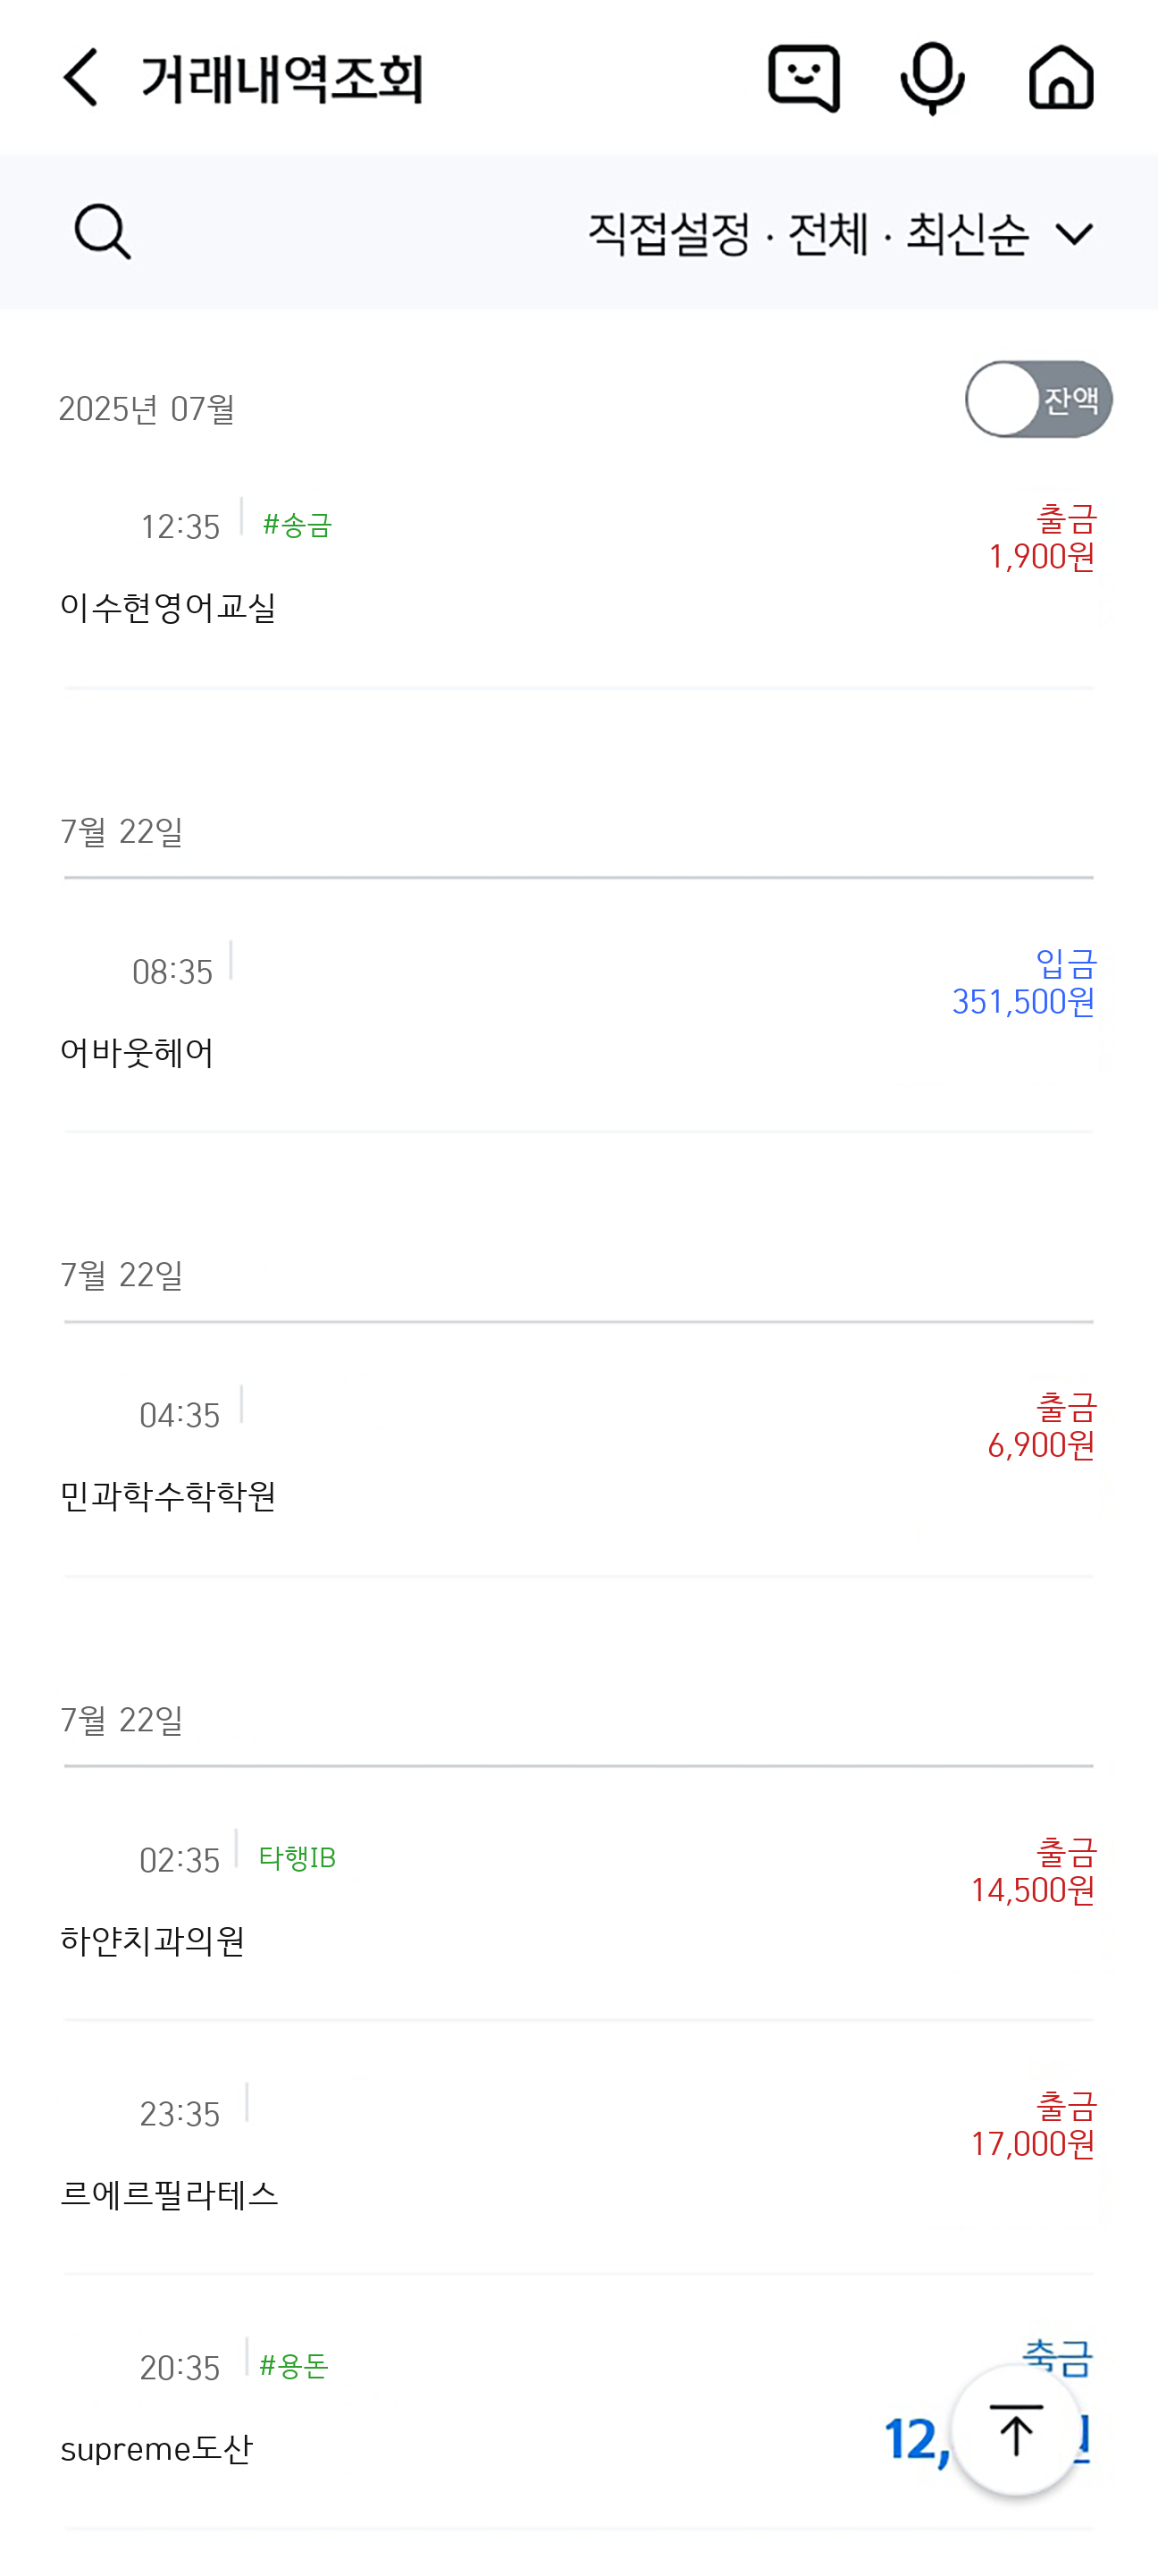 거래내역조회
직접설정 · 전체 · 최신순
2025년 07월
잔액
12:35 #송금
출금
1,900원
이수현영어교실
7월 22일
08:35
입금
351,500원
어바웃헤어
7월 22일
04:35
출금
6,900원
민과학수학학원
7월 22일
02:35 타행IB
출금
14,500원
하얀치과의원
23:35
출금
17,000원
르에르필라테스
20:35 #용돈
출금
12,
supreme도산